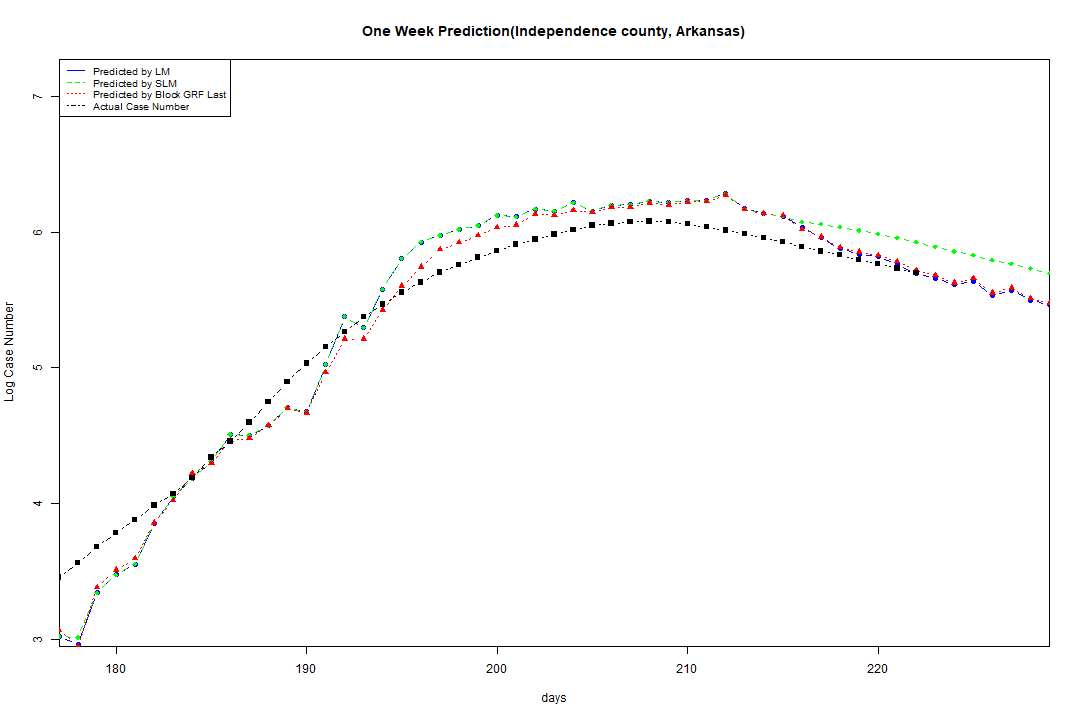 One Week Prediction(Independence county, Arkansas)
Predicted by LM
Predicted by SLM
Predicted by Block GRF Last
Actual Case Number
7
6
5
4
3
Log Case Number
180 190 200 210 220
days